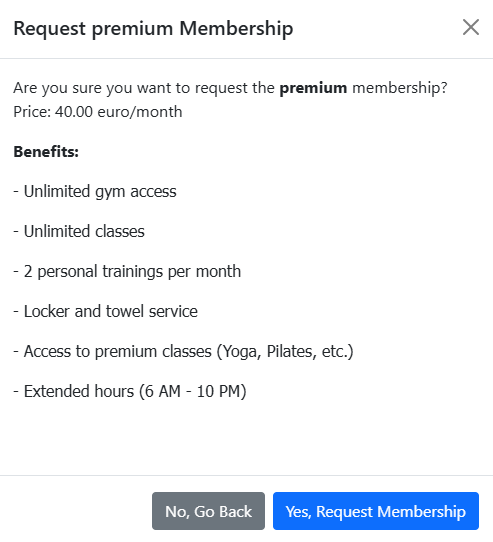 Request premium Membership
Are you sure you want to request the premium membership?
Price: 40.00 euro/month
Benefits:
- Unlimited gym access
- Unlimited classes
- 2 personal trainings per month
- Locker and towel service
- Access to premium classes (Yoga, Pilates, etc.)
- Extended hours (6 AM - 10 PM)
No, Go Back
Yes, Request Membership